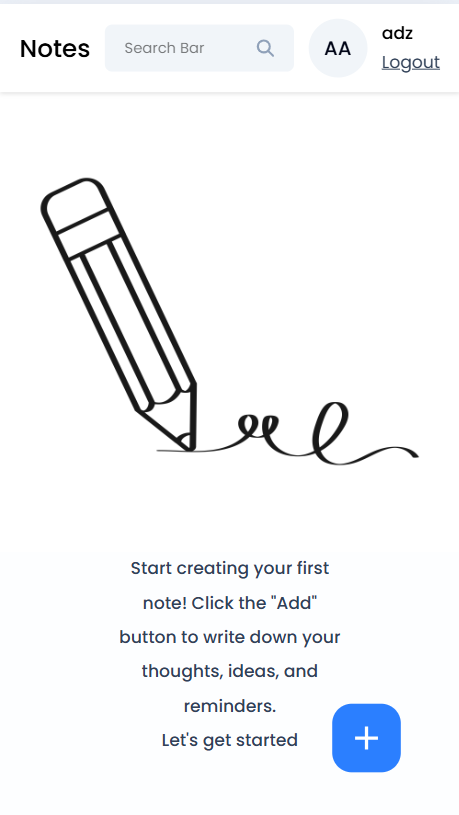 Notes
Search Bar
AA
adz
Logout
Start creating your first
note! Click the "Add"
button to write down your
thoughts, ideas, and
reminders.
Let's get started